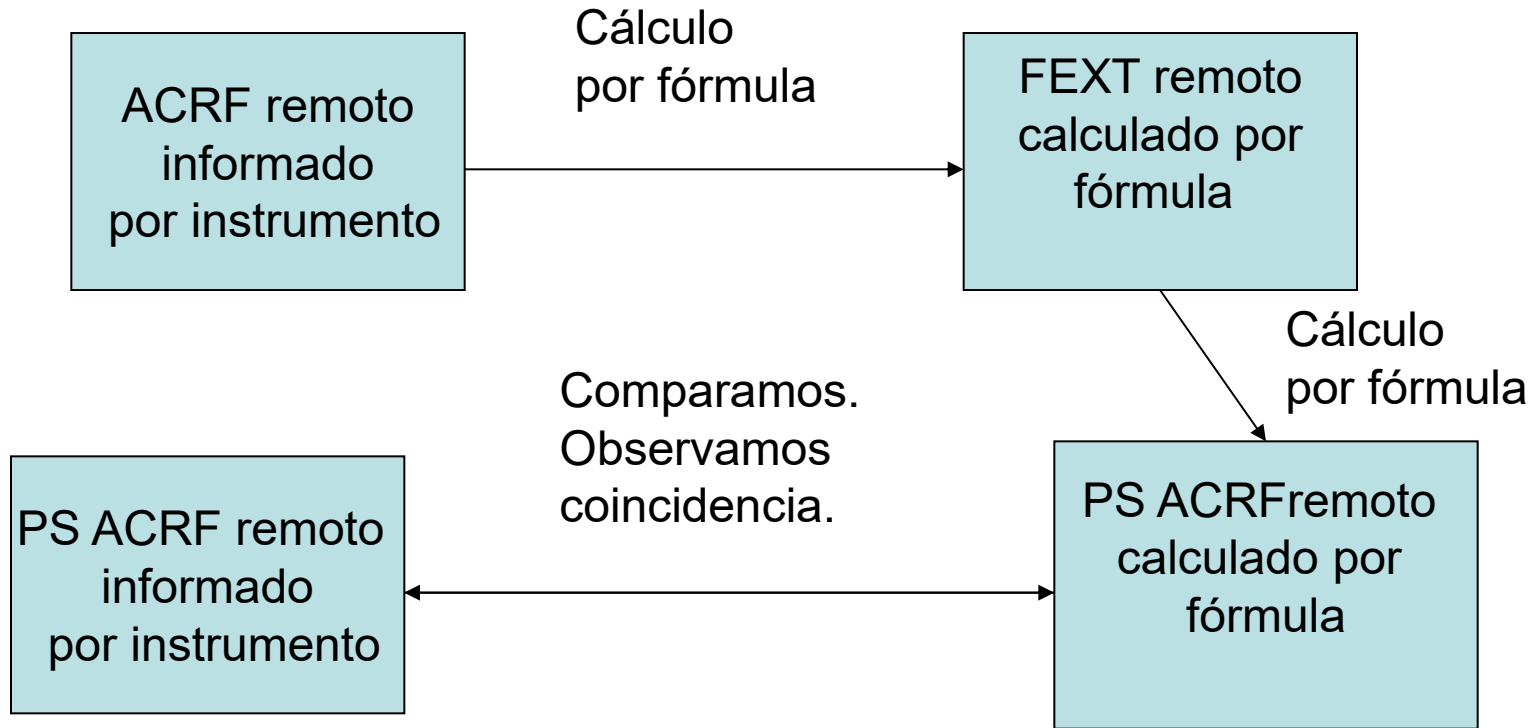 ACRF remoto
informado
por instrumento
Cálculo
por fórmula
FEXT remoto
calculado por
fórmula
Cálculo
por fórmula
PS ACRF remoto
informado
por instrumento
Comparamos.
Observamos
coincidencia.
PS ACRFremoto
calculado por
fórmula